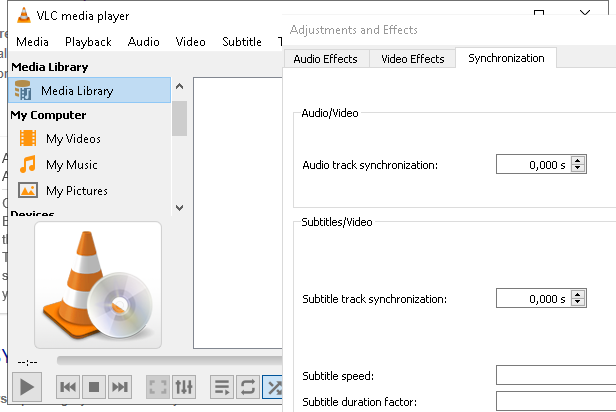 VLC media player
Media Playback Audio Video Subtitle
Media Library
Media Library
My Computer
My Videos
My Music
My Pictures
Devices
--:--
Adjustments and Effects
Audio Effects Video Effects Synchronization
Audio/Video
Audio track synchronization: 0,000 s
Subtitles/Video
Subtitle track synchronization: 0,000 s
Subtitle speed:
Subtitle duration factor: